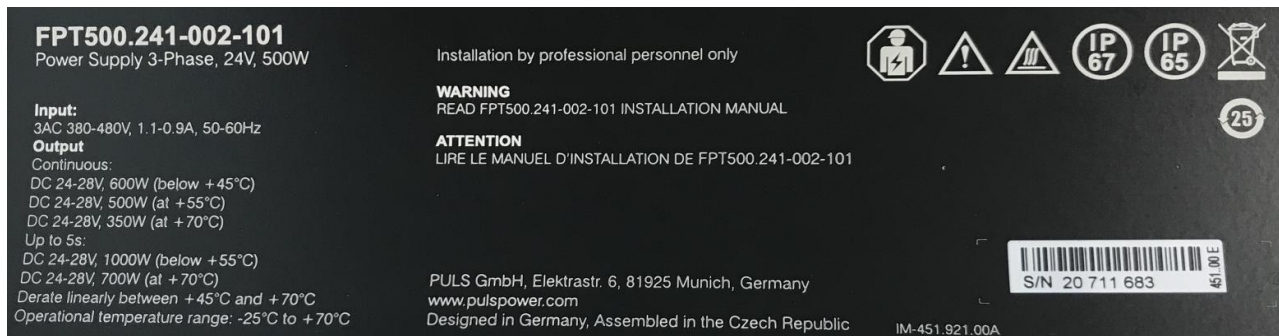 FPT500.241-002-101
Power Supply 3-Phase, 24V, 500W
Input:
3AC 380-480V, 1.1-0.9A, 50-60Hz
Output
Continuous:
DC 24-28V, 600W (below +45°C)
DC 24-28V, 500W (at +55°C)
DC 24-28V, 350W (at +70°C)
Up to 5s:
DC 24-28V, 1000W (below +55°C)
DC 24-28V, 700W (at +70°C)
Derate linearly between +45°C and +70°C
Operational temperature range: -25°C to +70°C
Installation by professional personnel only
WARNING
READ FPT500.241-002-101 INSTALLATION MANUAL
ATTENTION
LIRE LE MANUEL D'INSTALLATION DE FPT500.241-002-101
PULS GmbH, Elektrastr. 6, 81925 Munich, Germany
www.pulspower.com
Designed in Germany, Assembled in the Czech Republic
IM-451.921.00A
IP
67
IP
65
25
S/N 20 711 683
451.00 E